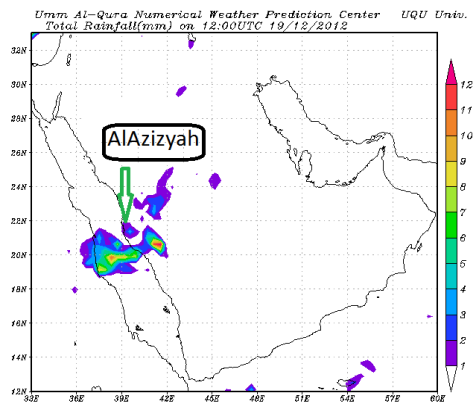 Umm Al-Qura Numerical Weather Prediction Center UQU Univ.
Total Rainfall(mm) on 12:00UTC 19/12/2012
32N
30N
28N
26N
24N
22N
20N
18N
16N
14N
12N
AlAzizyah
33E 36E 39E 42E 45E 48E 51E 54E 57E 60E
12
11
10
9
8
7
6
5
4
3
2
1